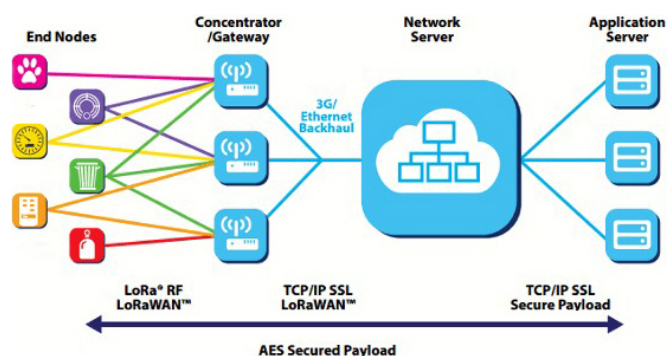 End Nodes
Concentrator
/Gateway
Network
Server
Application
Server
3G/
Ethernet
Backhaul
LoRa® RF
LoRaWAN™
TCP/IP SSL
LoRaWAN™
TCP/IP SSL
Secure Payload
AES Secured Payload